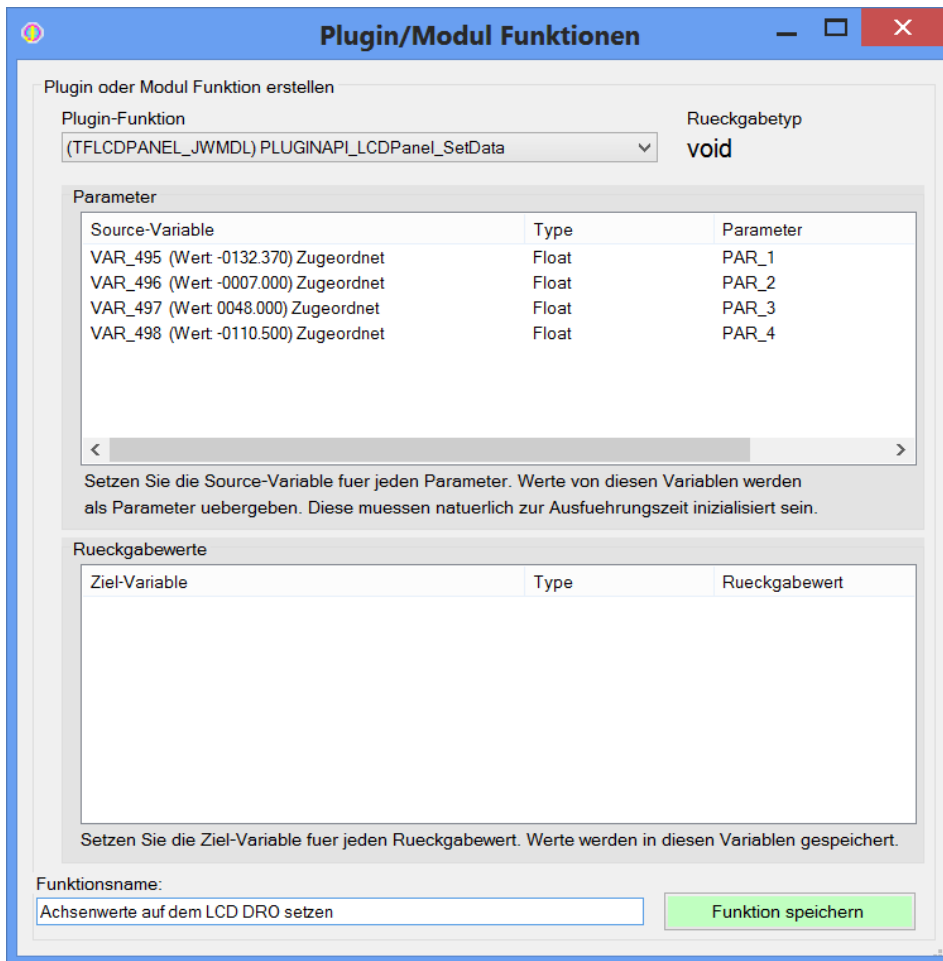 Plugin/Modul Funktionen
Plugin oder Modul Funktion erstellen
Plugin-Funktion
Rueckgabetyp
(TFLCDPANEL_JWMDL) PLUGINAPI_LCDPanel_SetData
void
Parameter
Source-Variable Type Parameter
VAR_495 (Wert: -0132.370) Zugeordnet Float PAR_1
VAR_496 (Wert: -0007.000) Zugeordnet Float PAR_2
VAR_497 (Wert: 0048.000) Zugeordnet Float PAR_3
VAR_498 (Wert: -0110.500) Zugeordnet Float PAR_4
Setzen Sie die Source-Variable fuer jeden Parameter. Werte von diesen Variablen werden
als Parameter uebergeben. Diese muessen natuerlich zur Ausfuehrungszeit inizialisiert sein.
Rueckgabewerte
Ziel-Variable Type Rueckgabewert
Setzen Sie die Ziel-Variable fuer jeden Rueckgabewert. Werte werden in diesen Variablen gespeichert.
Funktionsname:
Achsenwerte auf dem LCD DRO setzen
Funktion speichern